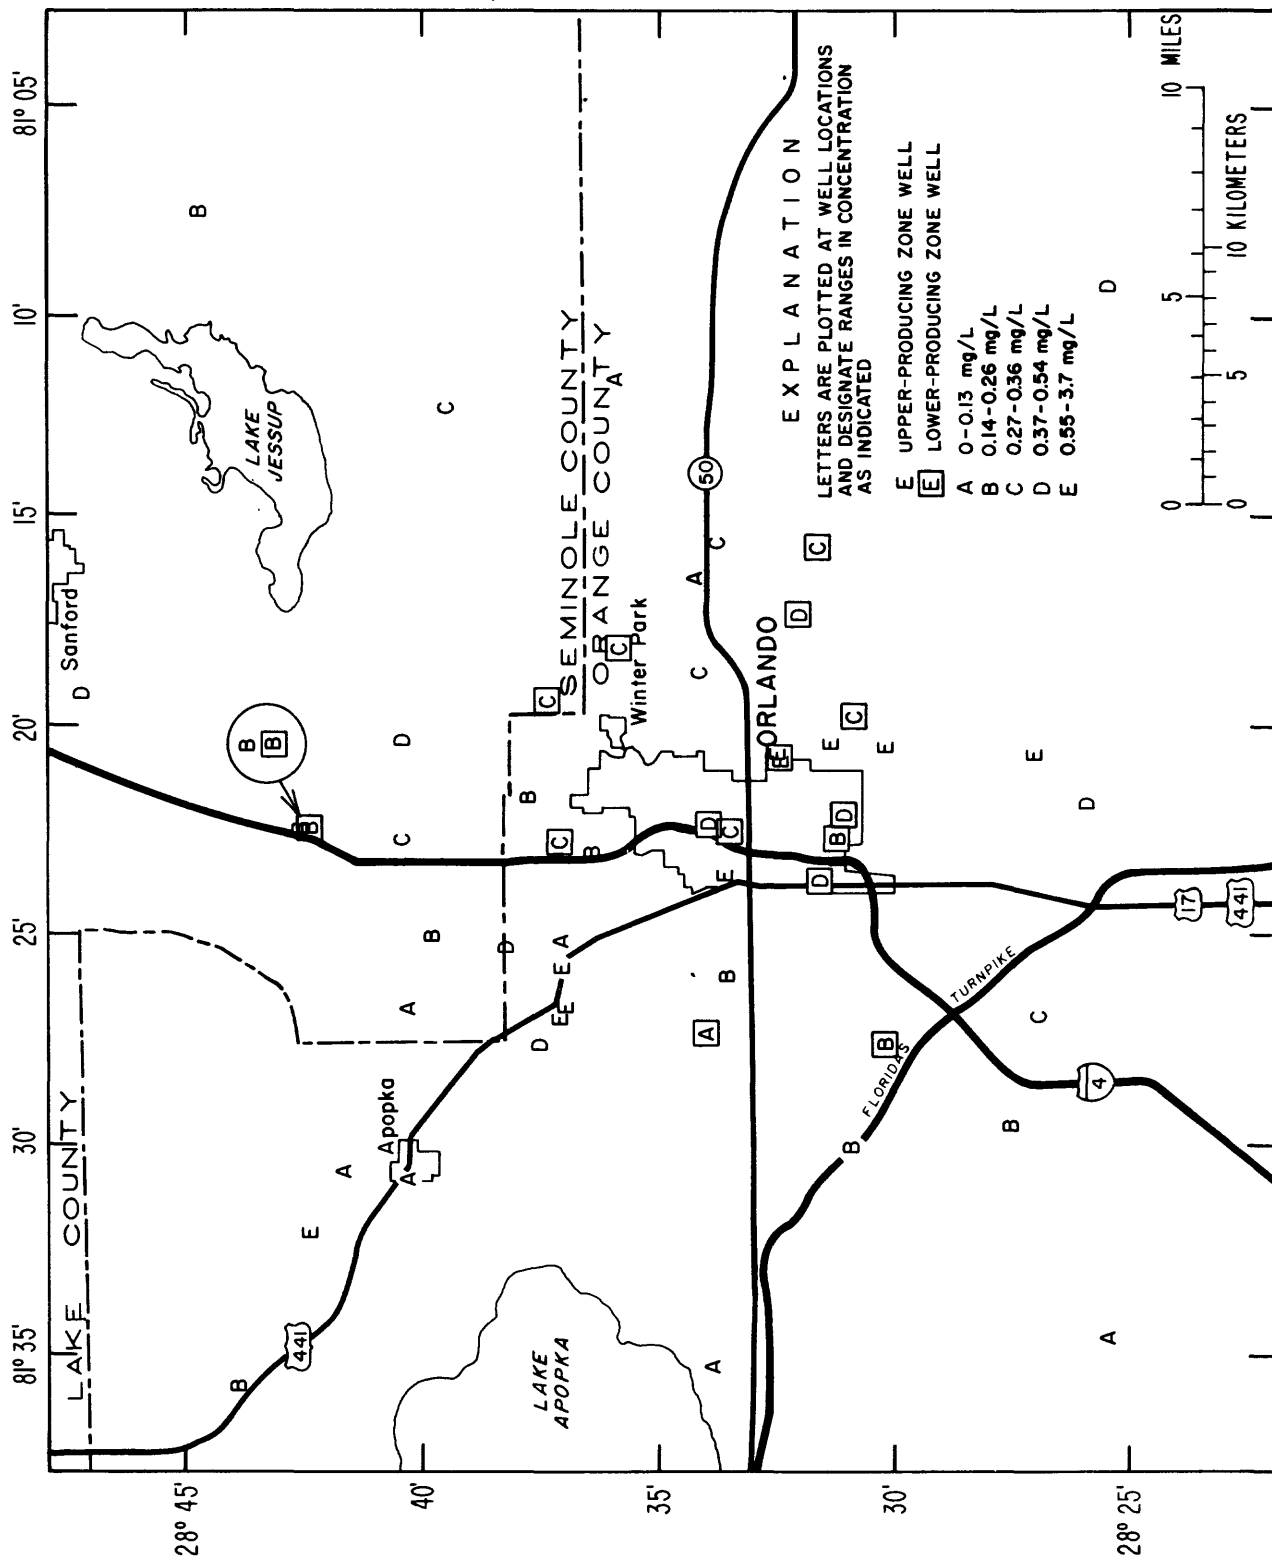 81° 35'
30'
25'
20'
15'
10'
81° 05'
28° 45'
40'
35'
30'
28° 25'
LAKE COUNTY
Sanford
D
LAKE
JESSUP
B
B
B
B
D
C
C
B
441
E
A
A
Apopka
A
A
B
D
B
C
SEMINOLE COUNTY
ORANGE COUNTY
A
C
Winter Park
C
B
D
E
E
E
A
LAKE
APOPKA
A
A
B
E
D
C
C
A
C
50
ORLANDO
D
C
E
E
C
E
D
B
D
B
B
FLORIDAS
TURNPIKE
B
C
4
D
E
A
17
441
D
EXPLANATION
LETTERS ARE PLOTTED AT WELL LOCATIONS
AND DESIGNATE RANGES IN CONCENTRATION
AS INDICATED
E UPPER-PRODUCING ZONE WELL
E LOWER-PRODUCING ZONE WELL
A 0-0.13 mg/L
B 0.14-0.26 mg/L
C 0.27-0.36 mg/L
D 0.37-0.54 mg/L
E 0.55-3.7 mg/L
0 5 10 MILES
0 5 10 KILOMETERS